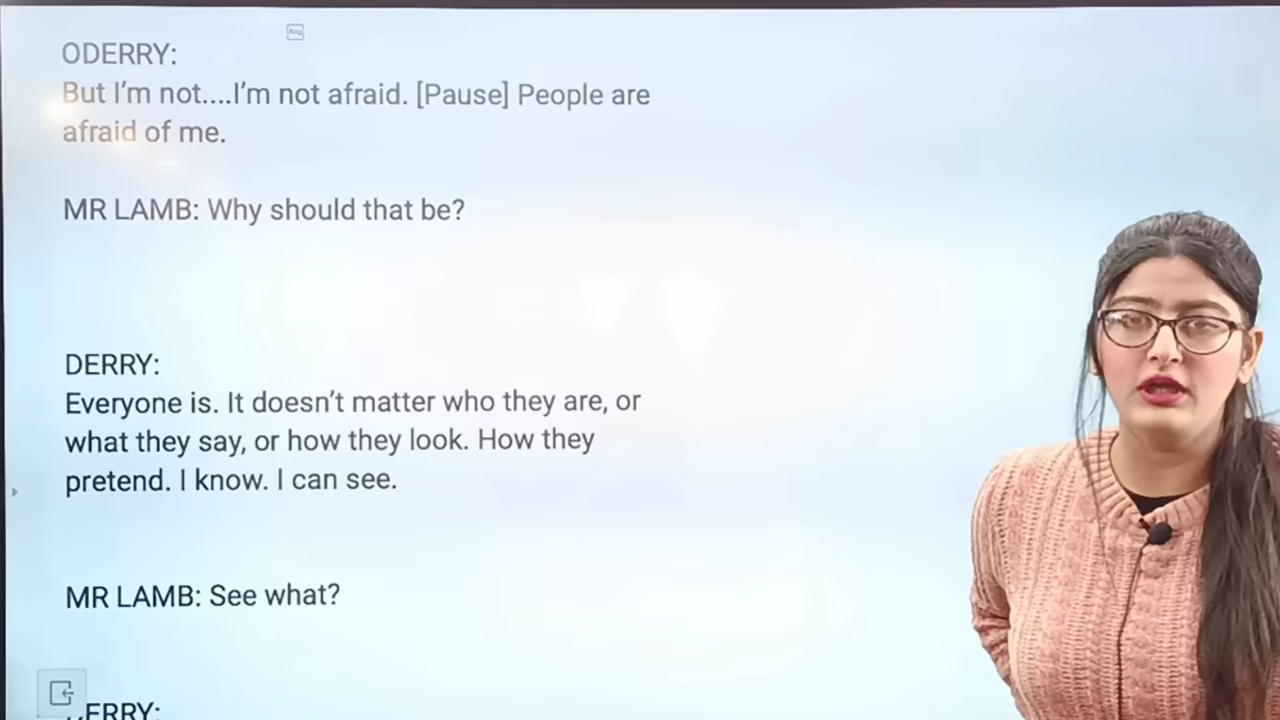 ODERRY:
But I'm not....I'm not afraid. [Pause] People are
afraid of me.
MR LAMB: Why should that be?
DERRY:
Everyone is. It doesn't matter who they are, or
what they say, or how they look. How they
pretend. I know. I can see.
MR LAMB: See what?
ERRY: